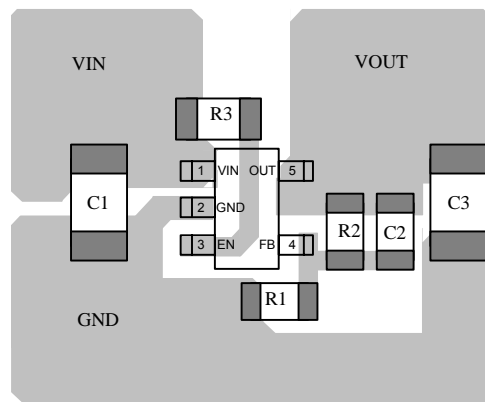 VIN
VOUT
R3
1 VIN OUT 5
C1
2 GND
C3
R2 C2
3 EN FB 4
R1
GND